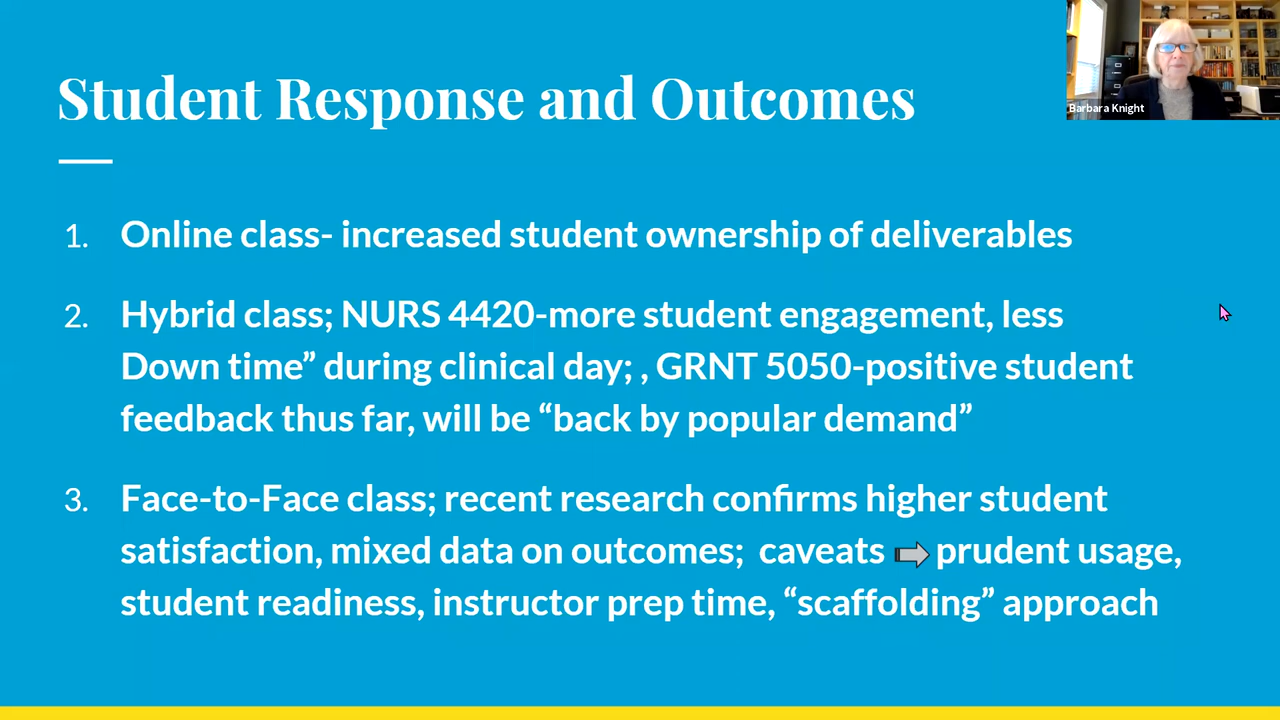 Student Response and Outcomes
Barbara Knight
1. Online class- increased student ownership of deliverables
2. Hybrid class; NURS 4420-more student engagement, less
Down time” during clinical day; , GRNT 5050-positive student
feedback thus far, will be “back by popular demand”
3. Face-to-Face class; recent research confirms higher student
satisfaction, mixed data on outcomes; caveats prudent usage,
student readiness, instructor prep time, “scaffolding” approach